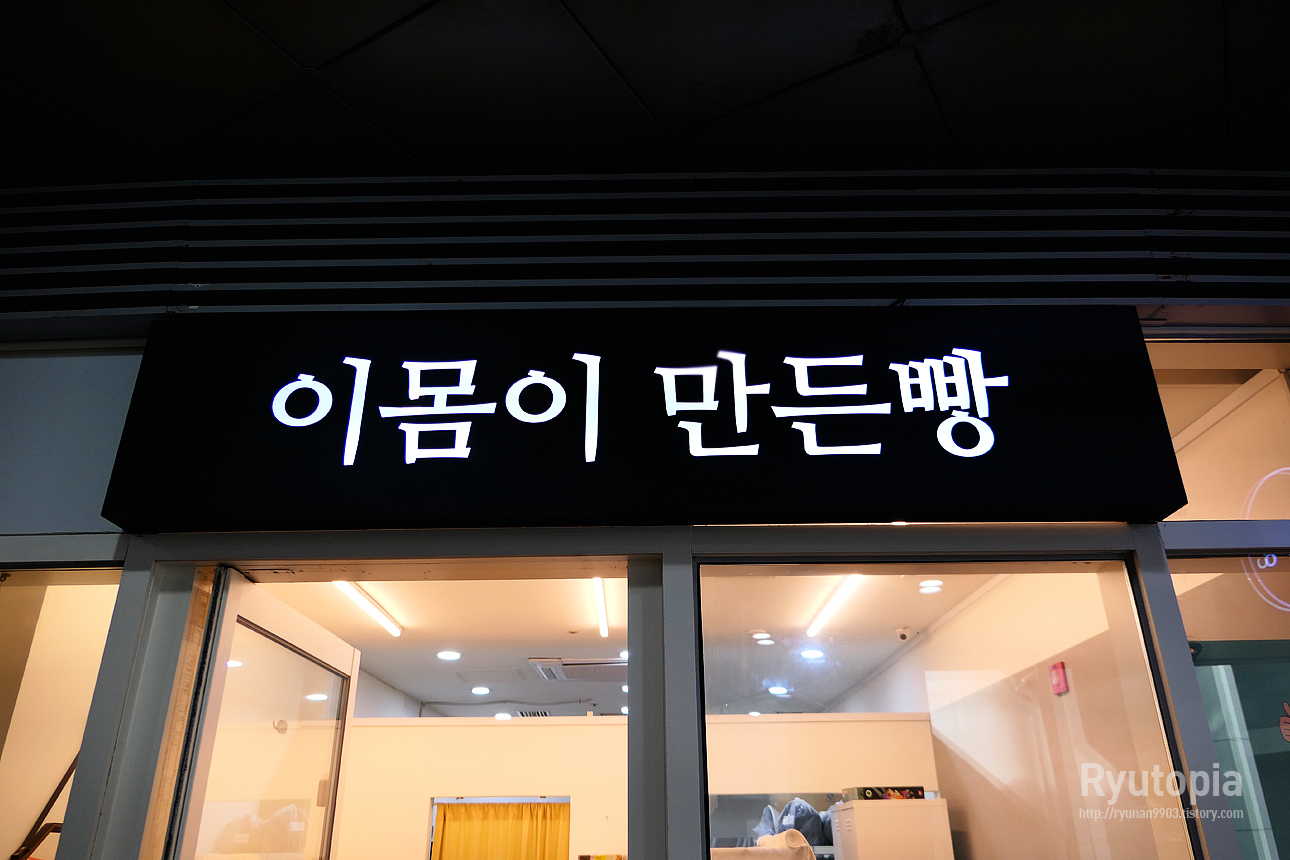 이몸이 만든빵
Ryutopia
http://ryunan9903.tistory.com